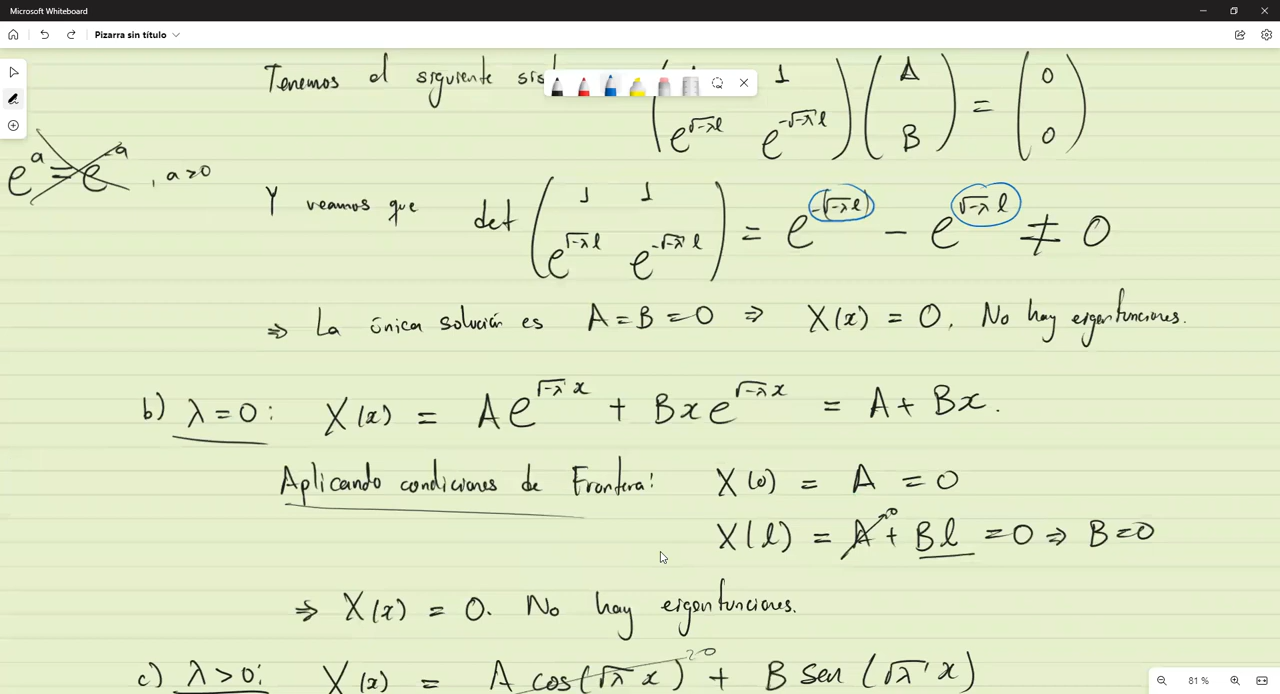 Microsoft Whiteboard
Pizarra sin título
Tenemos el siguiente 1 A 0
e^{√-λ l} e^{-√-λ l} B = 0
e^a = e^{-a} , a>0
Y veamos que det ( 1 1
e^{√-λ l} e^{-√-λ l} ) = e^{-√-λ l} - e^{√-λ l} ≠ 0
⇒ La única solución es A = B = 0 ⇒ X(x) = 0. No hay eigenfunciones.
b) λ = 0: X(x) = A e^{√-λ x} + B x e^{√-λ x} = A + Bx.
Aplicando condiciones de Frontera: X(0) = A = 0
X(l) = A→0 + Bl = 0 ⇒ B = 0
⇒ X(x) = 0. No hay eigenfunciones.
c) λ > 0: X(x) = A cos(√λ x) + B sen(√λ x)
81 %